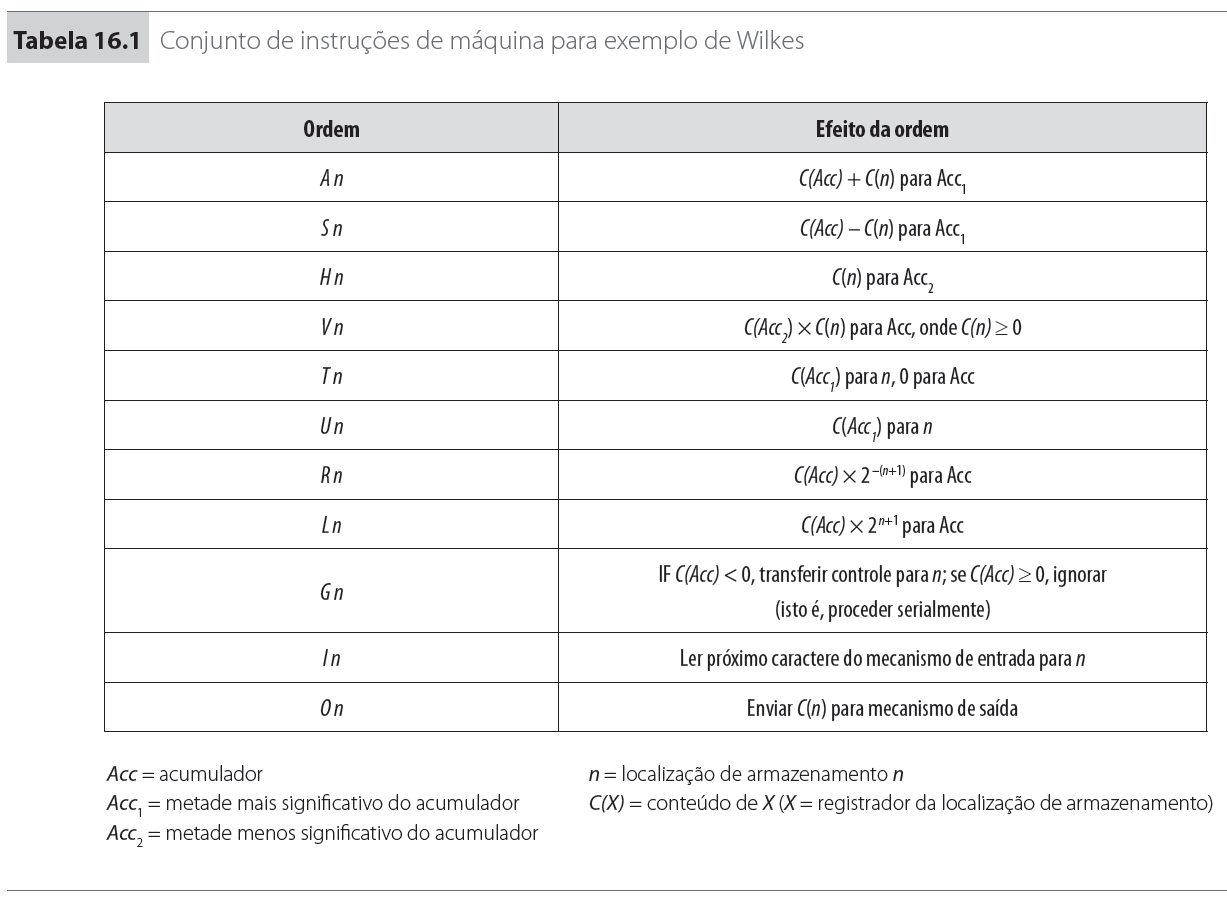 Tabela 16.1 Conjunto de instruções de máquina para exemplo de Wilkes
Ordem Efeito da ordem
A n C(Acc) + C(n) para Acc₁
S n C(Acc) – C(n) para Acc₁
H n C(n) para Acc₂
V n C(Acc₂) × C(n) para Acc, onde C(n) ≥ 0
T n C(Acc₁) para n, 0 para Acc
U n C(Acc₁) para n
R n C(Acc) × 2⁻⁽ⁿ⁺¹⁾ para Acc
L n C(Acc) × 2ⁿ⁺¹ para Acc
G n IF C(Acc) < 0, transferir controle para n; se C(Acc) ≥ 0, ignorar
(isto é, proceder serialmente)
I n Ler próximo caractere do mecanismo de entrada para n
O n Enviar C(n) para mecanismo de saída
Acc = acumulador
Acc₁ = metade mais significativo do acumulador
Acc₂ = metade menos significativo do acumulador
n = localização de armazenamento n
C(X) = conteúdo de X (X = registrador da localização de armazenamento)